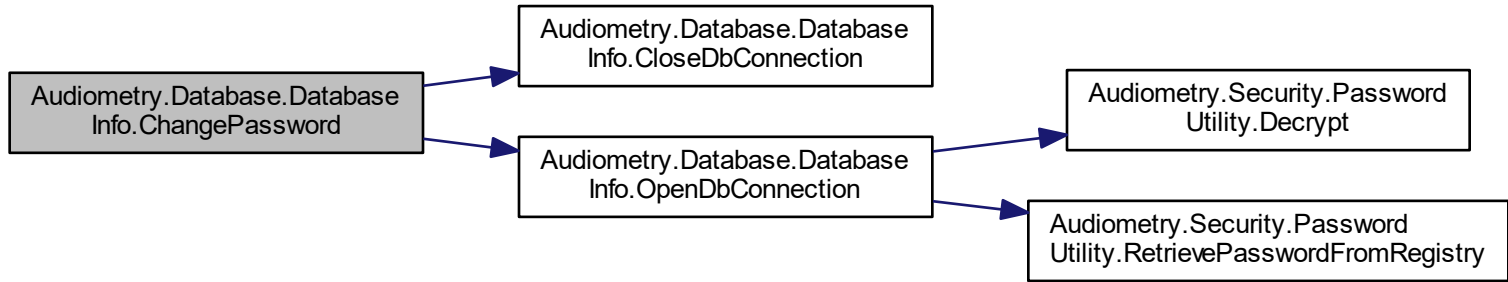 Audiometry.Database.Database
Info.ChangePassword
Audiometry.Database.Database
Info.CloseDbConnection
Audiometry.Database.Database
Info.OpenDbConnection
Audiometry.Security.Password
Utility.Decrypt
Audiometry.Security.Password
Utility.RetrievePasswordFromRegistry